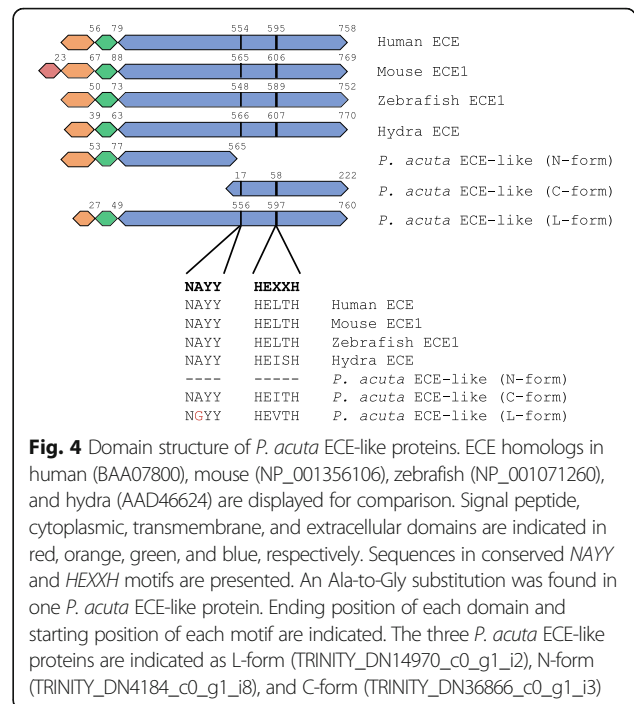 56 79 554 595 758
Human ECE
23 67 88 565 606 769
Mouse ECE1
50 73 548 589 752
Zebrafish ECE1
39 63 566 607 770
Hydra ECE
53 77 565
P. acuta ECE-like (N-form)
17 58 222
P. acuta ECE-like (C-form)
27 49 556 597 760
P. acuta ECE-like (L-form)
NAYY HEXXH
NAYY HELTH Human ECE
NAYY HELTH Mouse ECE1
NAYY HELTH Zebrafish ECE1
NAYY HEISH Hydra ECE
---- ----- P. acuta ECE-like (N-form)
NAYY HEITH P. acuta ECE-like (C-form)
NGYY HEVTH P. acuta ECE-like (L-form)
Fig. 4 Domain structure of P. acuta ECE-like proteins. ECE homologs in
human (BAA07800), mouse (NP_001356106), zebrafish (NP_001071260),
and hydra (AAD46624) are displayed for comparison. Signal peptide,
cytoplasmic, transmembrane, and extracellular domains are indicated in
red, orange, green, and blue, respectively. Sequences in conserved NAYY
and HEXXH motifs are presented. An Ala-to-Gly substitution was found in
one P. acuta ECE-like protein. Ending position of each domain and
starting position of each motif are indicated. The three P. acuta ECE-like
proteins are indicated as L-form (TRINITY_DN14970_c0_g1_i2), N-form
(TRINITY_DN4184_c0_g1_i8), and C-form (TRINITY_DN36866_c0_g1_i3)